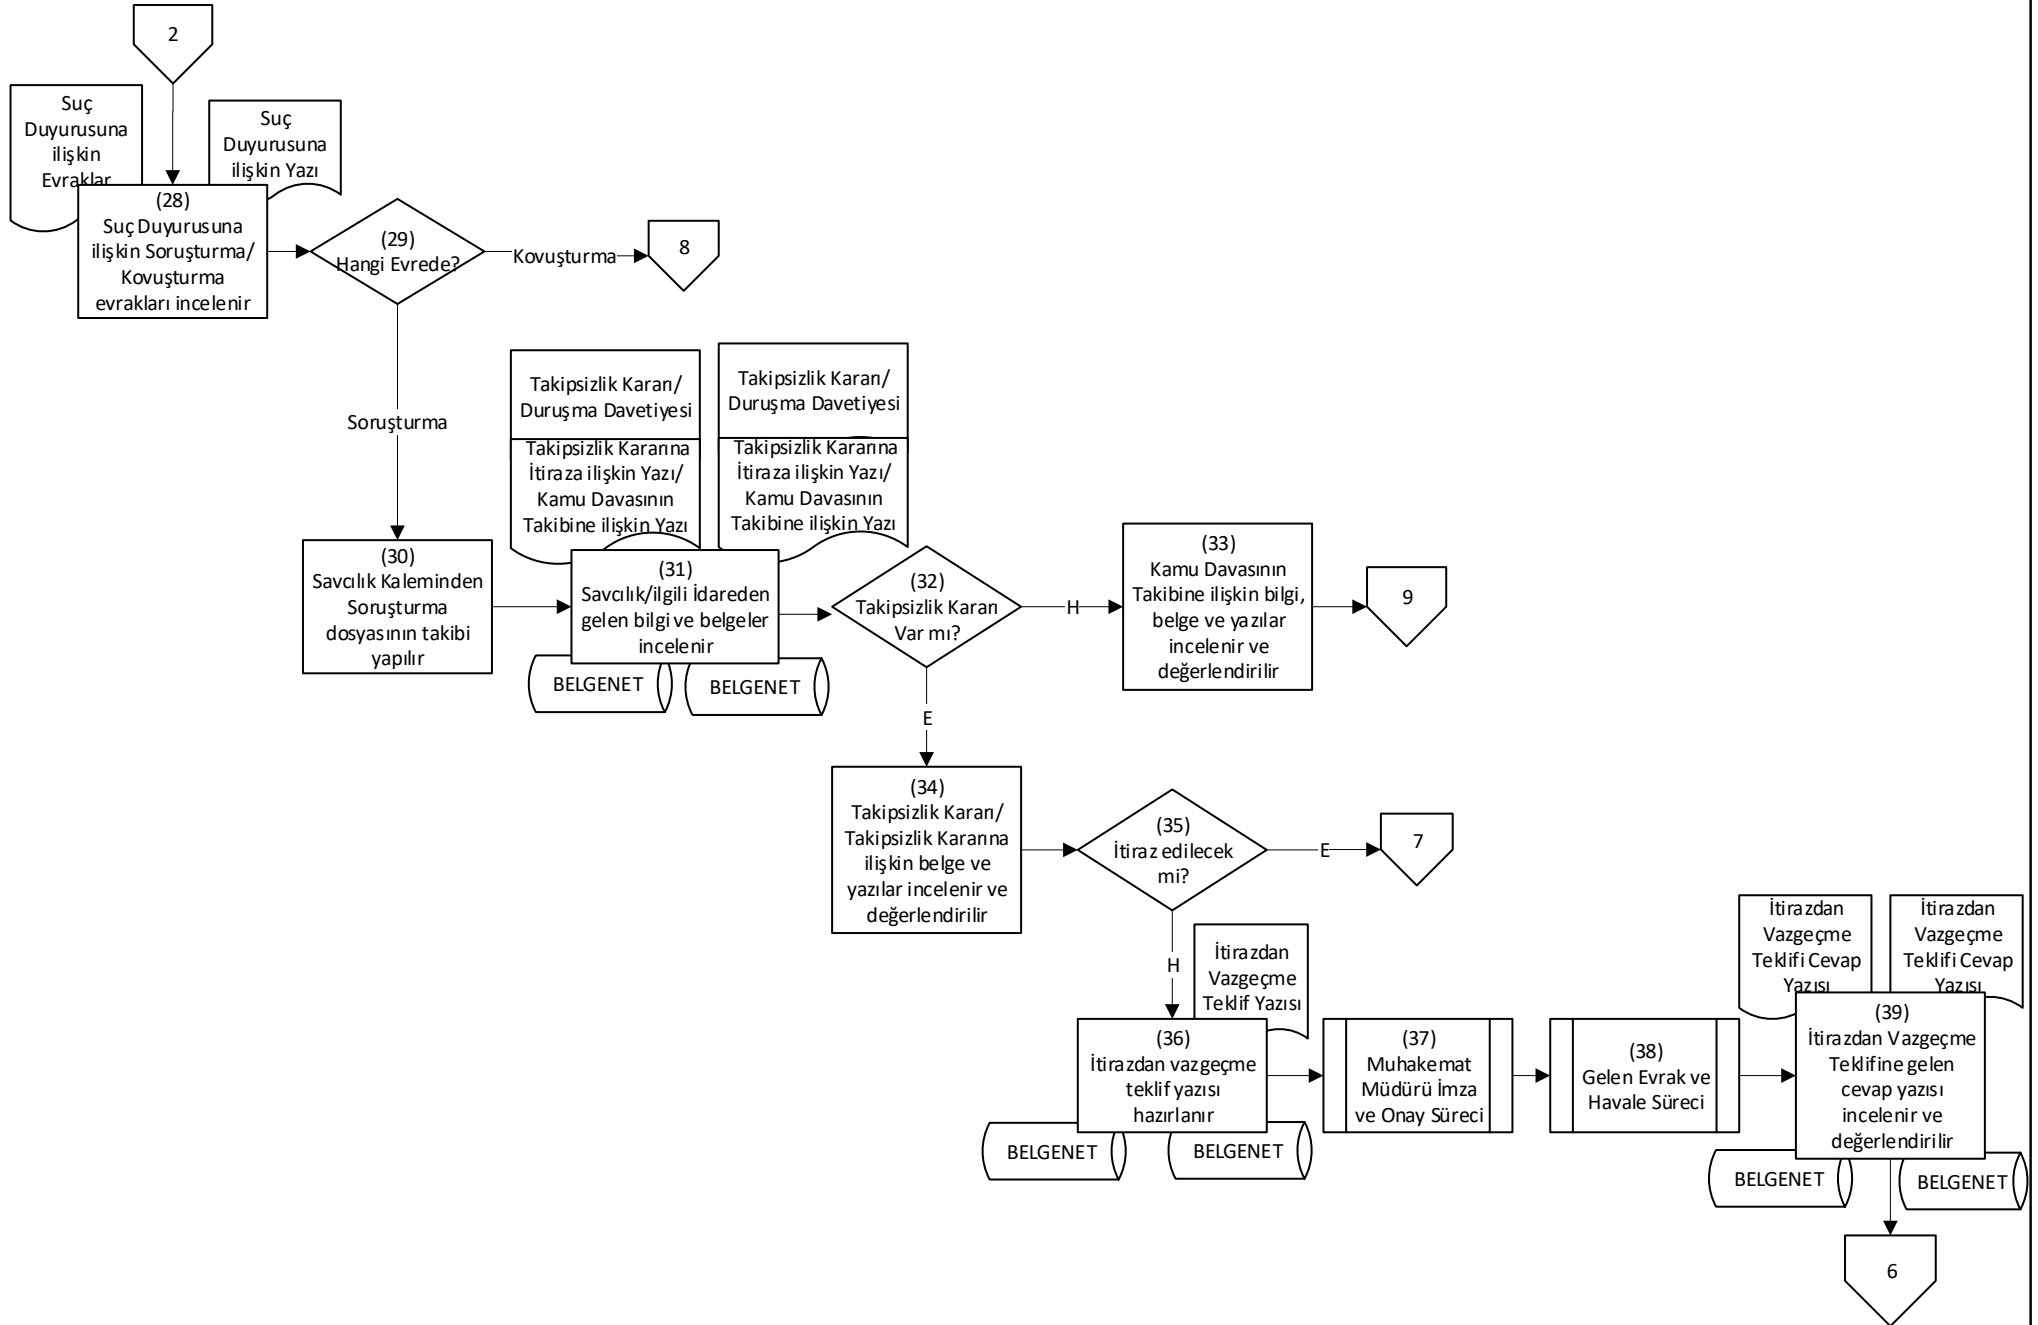 2
Suç
Duyurusuna
ilişkin
Evraklar
Suç
Duyurusuna
ilişkin Yazı
(28)
Suç Duyurusuna
ilişkin Soruşturma/
Kovuşturma
evrakları incelenir
(29)
Hangi Evrede?
Kovuşturma
8
Soruşturma
Takipsizlik Kararı/
Duruşma Davetiyesi
Takipsizlik Kararına
İtiraza ilişkin Yazı/
Kamu Davasının
Takibine ilişkin Yazı
Takipsizlik Kararı/
Duruşma Davetiyesi
Takipsizlik Kararına
İtiraza ilişkin Yazı/
Kamu Davasının
Takibine ilişkin Yazı
(30)
Savcılık Kaleminden
Soruşturma
dosyasının takibi
yapılır
(31)
Savcılık/ilgili İdareden
gelen bilgi ve belgeler
incelenir
BELGENET
BELGENET
(32)
Takipsizlik Kararı
Var mı?
H
(33)
Kamu Davasının
Takibine ilişkin bilgi,
belge ve yazılar
incelenir ve
değerlendirilir
9
E
(34)
Takipsizlik Kararı/
Takipsizlik Kararına
ilişkin belge ve
yazılar incelenir ve
değerlendirilir
(35)
İtiraz edilecek
mi?
E
7
H
İtirazdan
Vazgeçme
Teklif Yazısı
(36)
İtirazdan vazgeçme
teklif yazısı
hazırlanır
BELGENET
BELGENET
(37)
Muhakemat
Müdürü İmza
ve Onay Süreci
(38)
Gelen Evrak ve
Havale Süreci
İtirazdan
Vazgeçme
Teklifi Cevap
Yazısı
İtirazdan
Vazgeçme
Teklifi Cevap
Yazısı
(39)
İtirazdan Vazgeçme
Teklifine gelen
cevap yazısı
incelenir ve
değerlendirilir
BELGENET
BELGENET
6